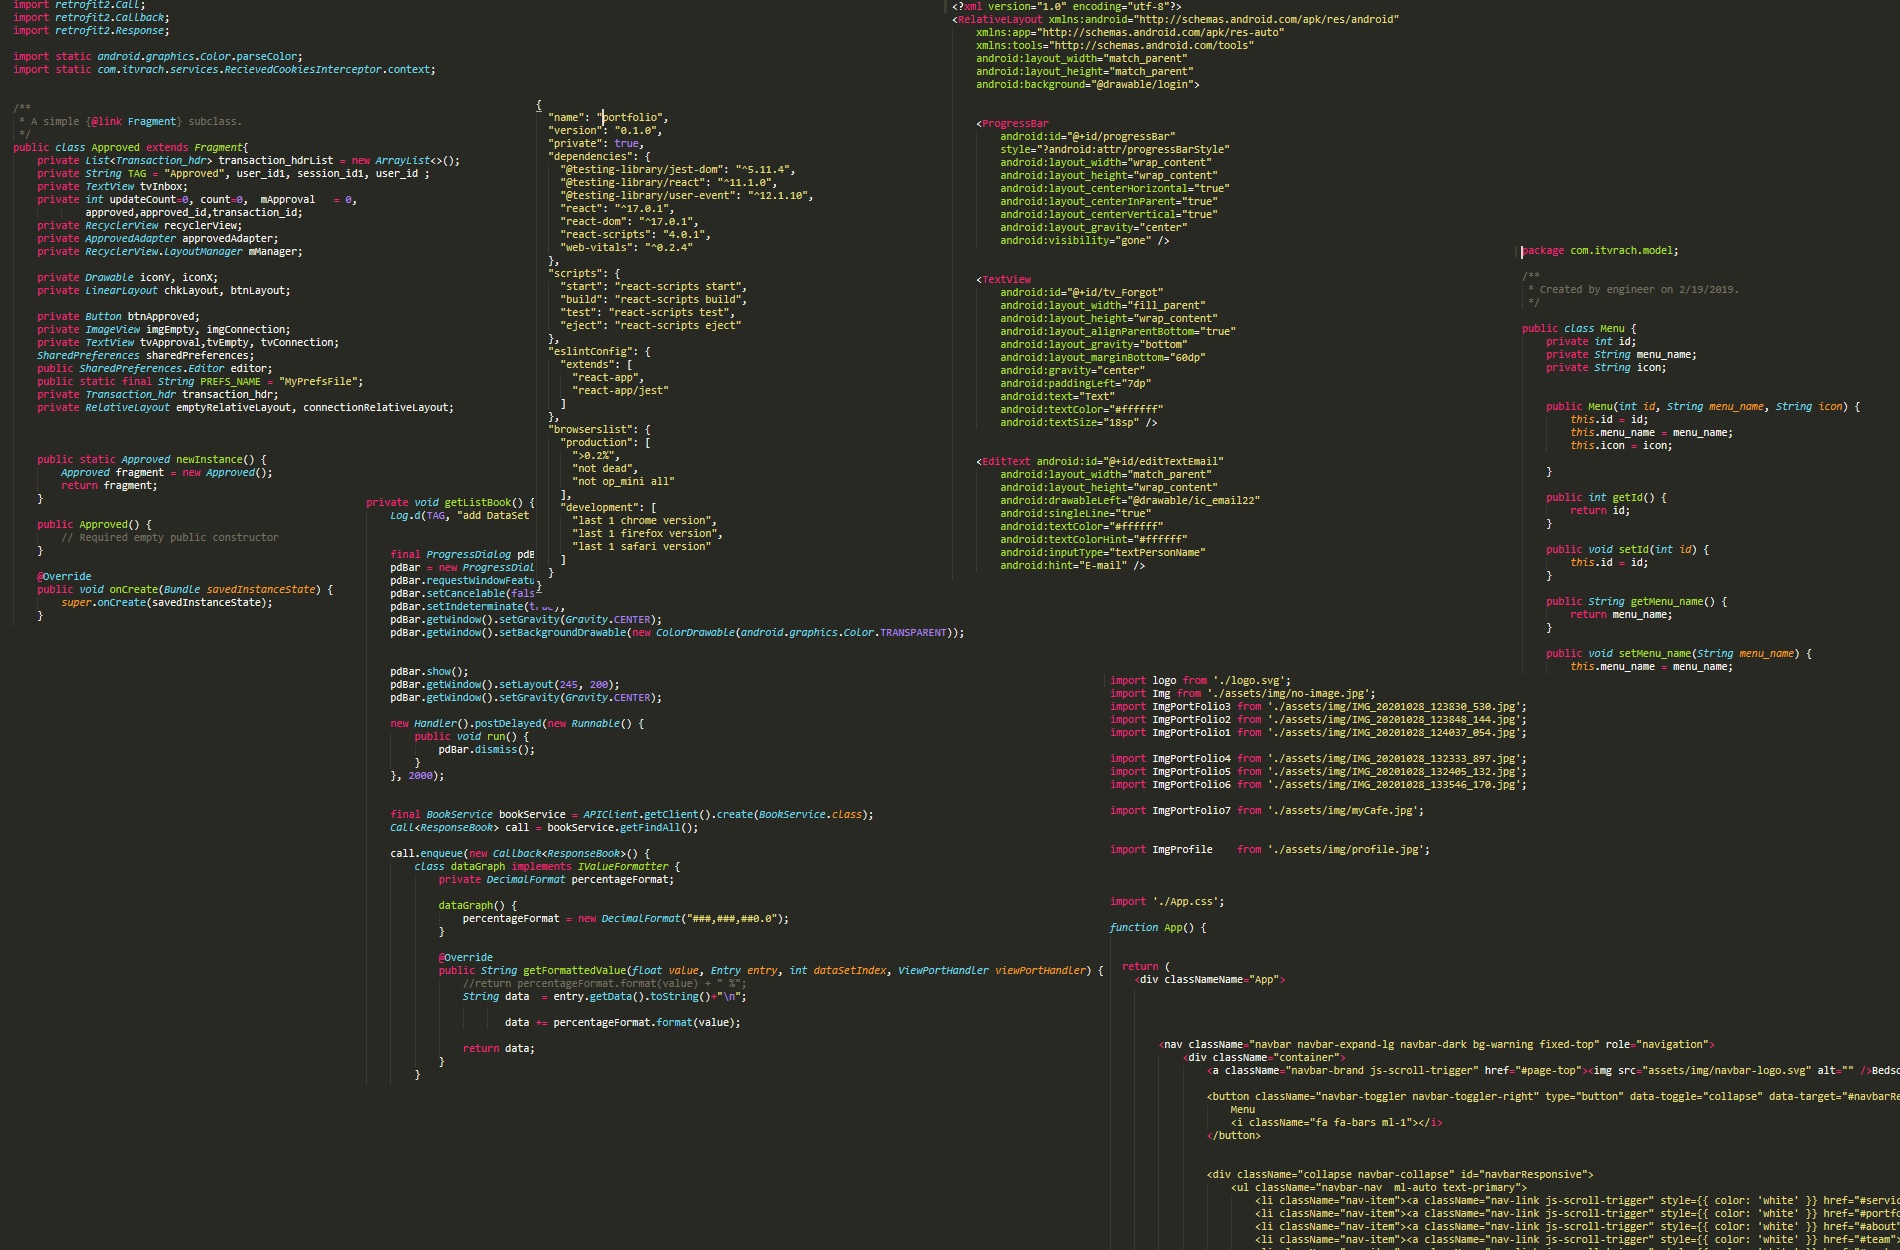 import retrofit2.Call;
import retrofit2.Callback;
import retrofit2.Response;
import static android.graphics.Color.parseColor;
import static com.itvrach.services.RecievedCookiesInterceptor.context;
/**
* A simple {@link Fragment} subclass.
*/
public class Approved extends Fragment{
private List<Transaction_hdr> transaction_hdrList = new ArrayList<>();
private String TAG = "Approved", user_id1, session_id1, user_id ;
private TextView tvInbox;
private int updateCount=0, count=0,  mApproval   = 0,
approved,approved_id,transaction_id;
private RecyclerView recyclerView;
private ApprovedAdapter approvedAdapter;
private RecyclerView.LayoutManager mManager;
private Drawable iconY, iconX;
private LinearLayout chkLayout, btnLayout;
private Button btnApproved;
private ImageView imgEmpty, imgConnection;
private TextView tvApproval,tvEmpty, tvConnection;
SharedPreferences sharedPreferences;
public SharedPreferences.Editor editor;
public static final String PREFS_NAME = "MyPrefsFile";
private Transaction_hdr transaction_hdr;
private RelativeLayout emptyRelativeLayout, connectionRelativeLayout;
public static Approved newInstance() {
Approved fragment = new Approved();
return fragment;
}
public Approved() {
// Required empty public constructor
}
@Override
public void onCreate(Bundle savedInstanceState) {
super.onCreate(savedInstanceState);
}
{
"name": "portfolio",
"version": "0.1.0",
"private": true,
"dependencies": {
"@testing-library/jest-dom": "^5.11.4",
"@testing-library/react": "^11.1.0",
"@testing-library/user-event": "^12.1.10",
"react": "^17.0.1",
"react-dom": "^17.0.1",
"react-scripts": "4.0.1",
"web-vitals": "^0.2.4"
},
"scripts": {
"start": "react-scripts start",
"build": "react-scripts build",
"test": "react-scripts test",
"eject": "react-scripts eject"
},
"eslintConfig": {
"extends": [
"react-app",
"react-app/jest"
]
},
"browserslist": {
"production": [
">0.2%",
"not dead",
"not op_mini all"
],
"development": [
"last 1 chrome version",
"last 1 firefox version",
"last 1 safari version"
]
}
}
private void getListBook() {
Log.d(TAG, "add DataSet
final ProgressDialog pdB
pdBar = new ProgressDial
pdBar.requestWindowFeatu
pdBar.setCancelable(fals
pdBar.setIndeterminate(true);
pdBar.getWindow().setGravity(Gravity.CENTER);
pdBar.getWindow().setBackgroundDrawable(new ColorDrawable(android.graphics.Color.TRANSPARENT));
pdBar.show();
pdBar.getWindow().setLayout(245, 200);
pdBar.getWindow().setGravity(Gravity.CENTER);
new Handler().postDelayed(new Runnable() {
public void run() {
pdBar.dismiss();
}
}, 2000);
final BookService bookService = APIClient.getClient().create(BookService.class);
Call<ResponseBook> call = bookService.getFindAll();
call.enqueue(new Callback<ResponseBook>() {
class dataGraph implements IValueFormatter {
private DecimalFormat percentageFormat;
dataGraph() {
percentageFormat = new DecimalFormat("###,###,##0.0");
}
@Override
public String getFormattedValue(float value, Entry entry, int dataSetIndex, ViewPortHandler viewPortHandler) {
//return percentageFormat.format(value) + " %";
String data  = entry.getData().toString()+"\n";
data += percentageFormat.format(value);
return data;
}
}
<?xml version="1.0" encoding="utf-8"?>
<RelativeLayout xmlns:android="http://schemas.android.com/apk/res/android"
xmlns:app="http://schemas.android.com/apk/res-auto"
xmlns:tools="http://schemas.android.com/tools"
android:layout_width="match_parent"
android:layout_height="match_parent"
android:background="@drawable/login">
<ProgressBar
android:id="@+id/progressBar"
style="?android:attr/progressBarStyle"
android:layout_width="wrap_content"
android:layout_height="wrap_content"
android:layout_centerHorizontal="true"
android:layout_centerInParent="true"
android:layout_centerVertical="true"
android:layout_gravity="center"
android:visibility="gone" />
<TextView
android:id="@+id/tv_Forgot"
android:layout_width="fill_parent"
android:layout_height="wrap_content"
android:layout_alignParentBottom="true"
android:layout_gravity="bottom"
android:layout_marginBottom="60dp"
android:gravity="center"
android:paddingLeft="7dp"
android:text="Text"
android:textColor="#ffffff"
android:textSize="18sp" />
<EditText android:id="@+id/editTextEmail"
android:layout_width="match_parent"
android:layout_height="wrap_content"
android:drawableLeft="@drawable/ic_email22"
android:singleLine="true"
android:textColor="#ffffff"
android:textColorHint="#ffffff"
android:inputType="textPersonName"
android:hint="E-mail" />
package com.itvrach.model;
/**
* Created by engineer on 2/19/2019.
*/
public class Menu {
private int id;
private String menu_name;
private String icon;
public Menu(int id, String menu_name, String icon) {
this.id = id;
this.menu_name = menu_name;
this.icon = icon;
}
public int getId() {
return id;
}
public void setId(int id) {
this.id = id;
}
public String getMenu_name() {
return menu_name;
}
public void setMenu_name(String menu_name) {
this.menu_name = menu_name;
import logo from './logo.svg';
import Img from './assets/img/no-image.jpg';
import ImgPortFolio3 from './assets/img/IMG_20201028_123830_530.jpg';
import ImgPortFolio2 from './assets/img/IMG_20201028_123848_144.jpg';
import ImgPortFolio1 from './assets/img/IMG_20201028_124037_054.jpg';
import ImgPortFolio4 from './assets/img/IMG_20201028_132333_897.jpg';
import ImgPortFolio5 from './assets/img/IMG_20201028_132405_132.jpg';
import ImgPortFolio6 from './assets/img/IMG_20201028_133546_170.jpg';
import ImgPortFolio7 from './assets/img/myCafe.jpg';
import ImgProfile    from './assets/img/profile.jpg';
import './App.css';
function App() {
return (
<div classNameName="App">
<nav className="navbar navbar-expand-lg navbar-dark bg-warning fixed-top" role="navigation">
<div className="container">
<a className="navbar-brand js-scroll-trigger" href="#page-top"><img src="assets/img/navbar-logo.svg" alt="" />Bedso
<button className="navbar-toggler navbar-toggler-right" type="button" data-toggle="collapse" data-target="#navbarRe
Menu
<i className="fa fa-bars ml-1"></i>
</button>
<div className="collapse navbar-collapse" id="navbarResponsive">
<ul className="navbar-nav  ml-auto text-primary">
<li className="nav-item"><a className="nav-link js-scroll-trigger" style={{ color: 'white' }} href="#servic
<li className="nav-item"><a className="nav-link js-scroll-trigger" style={{ color: 'white' }} href="#portfo
<li className="nav-item"><a className="nav-link js-scroll-trigger" style={{ color: 'white' }} href="#about"
<li className="nav-item"><a className="nav-link js-scroll-trigger" style={{ color: 'white' }} href="#team";